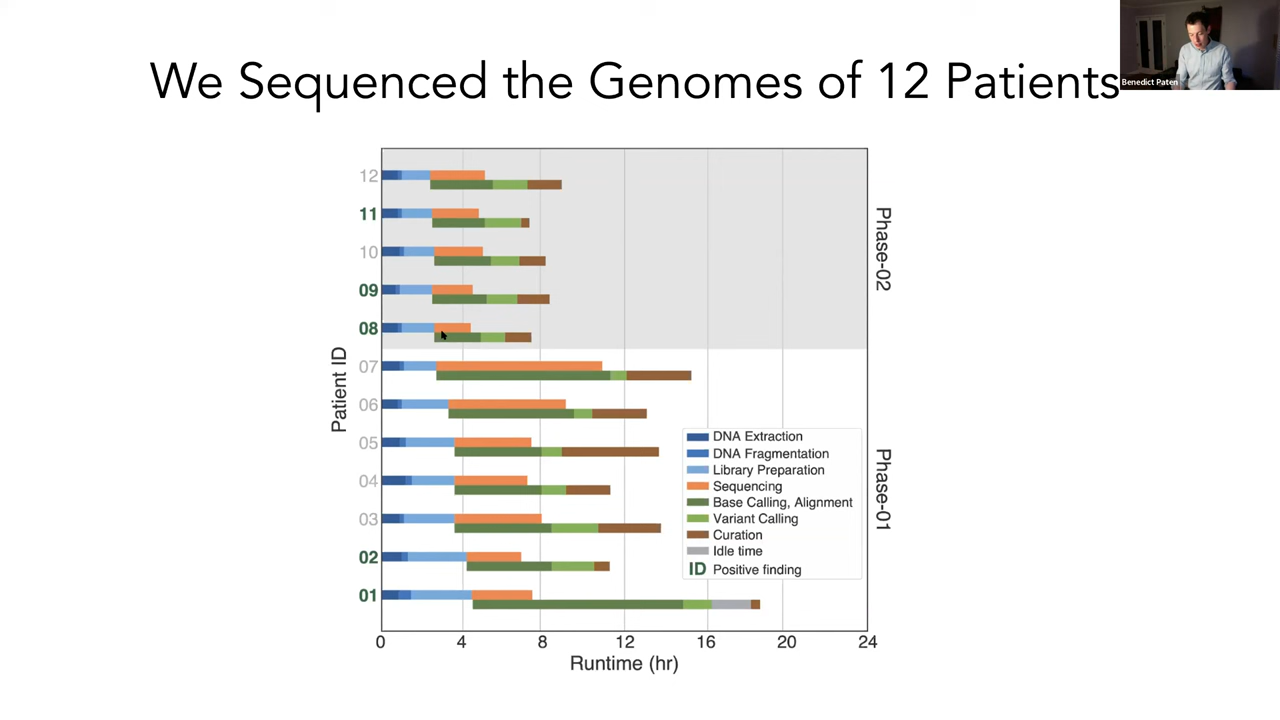 We Sequenced the Genomes of 12 Patients
Benedict Paten
12
11
10
09
08
07
06
05
04
03
02
01
Patient ID
Phase-02
Phase-01
DNA Extraction
DNA Fragmentation
Library Preparation
Sequencing
Base Calling, Alignment
Variant Calling
Curation
Idle time
ID Positive finding
0 4 8 12 16 20 24
Runtime (hr)